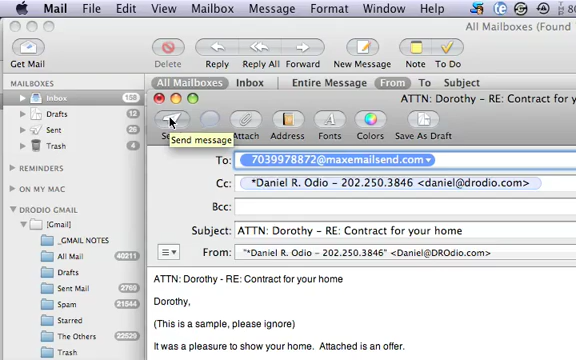 Mail File Edit View Mailbox Message Format Window Help
All Mailboxes (Found
Get Mail Delete Reply Reply All Forward New Message Note To Do
MAILBOXES All Mailboxes Inbox Entire Message From To Subject
Inbox 158
ATTN: Dorothy - RE: Contract for yo
Drafts 12
Sent 26
Attach Address Fonts Colors Save As Draft
Send message
Trash 146
To: 7039978872@maxemailsend.com
REMINDERS
Cc: *Daniel R. Odio - 202.250.3846 <daniel@drodio.com>
ON MY MAC
Bcc:
DRODIO GMAIL
[Gmail]
Subject: ATTN: Dorothy - RE: Contract for your home
_GMAIL NOTES
From: "*Daniel R. Odio - 202.250.3846" <Daniel@DROdio.com>
All Mail 40211
Drafts
ATTN: Dorothy - RE: Contract for your home
Sent Mail 2769
Dorothy,
Spam 21544
Starred
(This is a sample, please ignore)
The Others 22529
It was a pleasure to show your home. Attached is an offer.
Trash